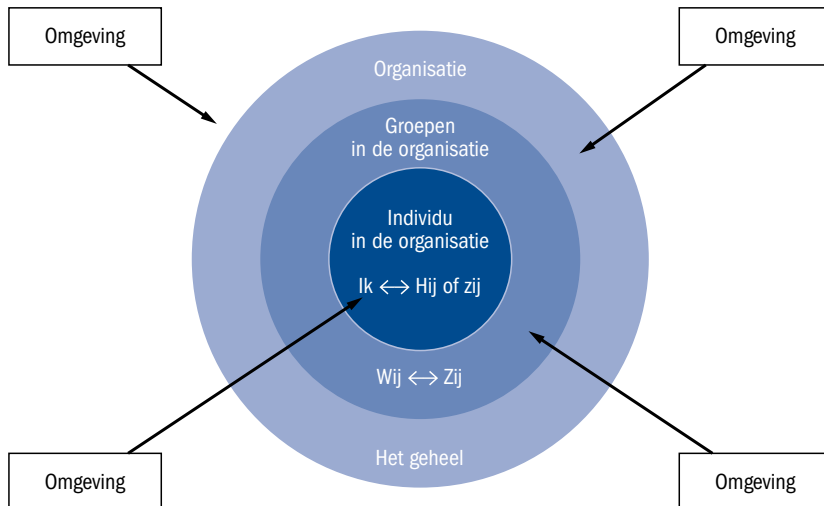 Omgeving
Omgeving
Organisatie
Groepen
in de organisatie
Individu
in de organisatie
Ik ⟷ Hij of zij
Wij ⟷ Zij
Het geheel
Omgeving
Omgeving